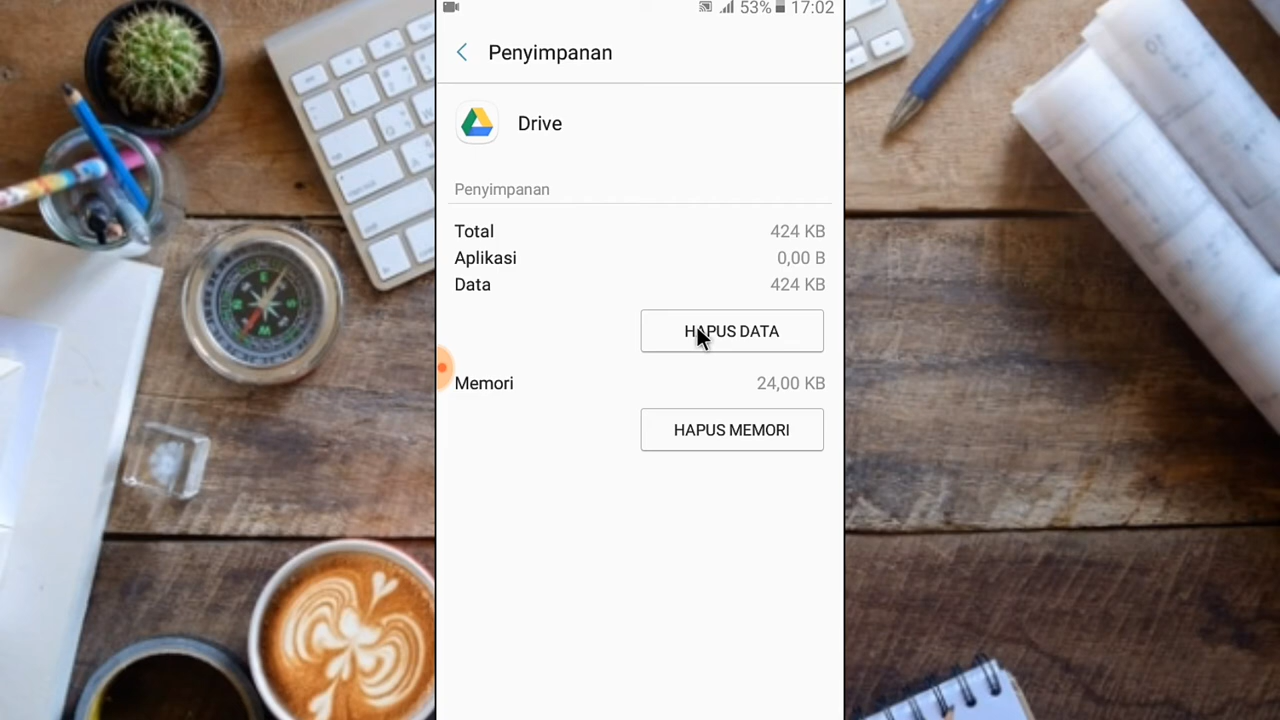 53% 17:02
Penyimpanan
Drive
Penyimpanan
Total 424 KB
Aplikasi 0,00 B
Data 424 KB
HAPUS DATA
Memori 24,00 KB
HAPUS MEMORI